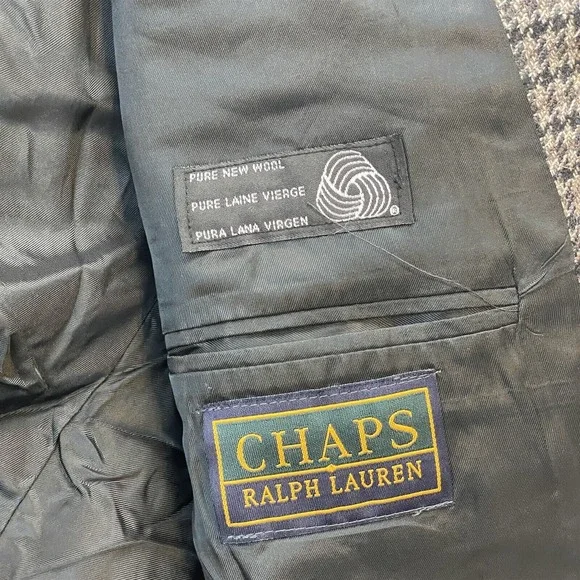 PURE NEW WOOL
PURE LAINE VIERGE
PURA LANA VIRGEN
®
CHAPS
RALPH LAUREN